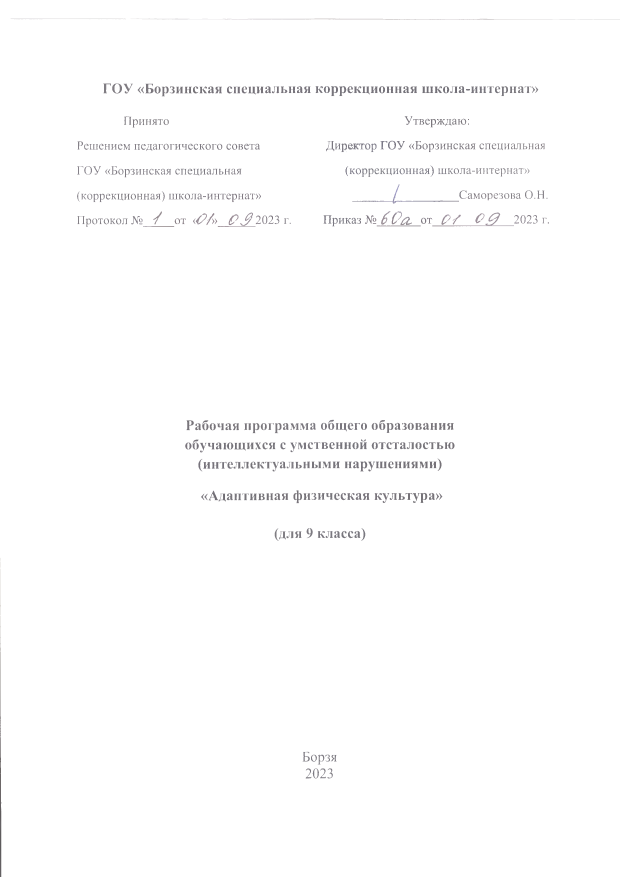 ГОУ «Борзинская специальная коррекционная школа-интернат»
Принято
Решением педагогического совета
ГОУ «Борзинская специальная
(коррекционная) школа-интернат»
Протокол № 1 от «01» 09 2023 г.
Утверждаю:
Директор ГОУ «Борзинская специальная
(коррекционная) школа-интернат»
Саморезова О.Н.
Приказ № 60а от 01 09 2023 г.
Рабочая программа общего образования
обучающихся с умственной отсталостью
(интеллектуальными нарушениями)
«Адаптивная физическая культура»
(для 9 класса)
Борзя
2023